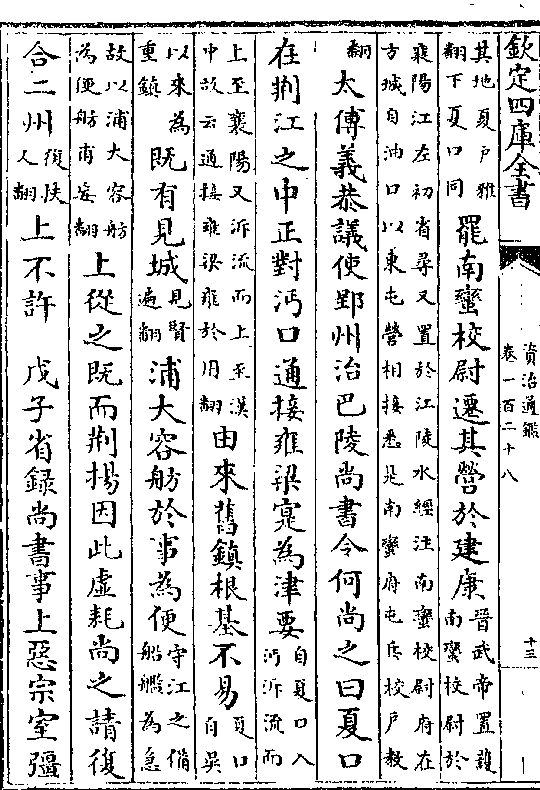 欽定四庫全書 資治通鑑 卷一百二十八 十三
其地夏戶雅翻下夏口同罷南蠻校尉遷其營於建康晉武帝置護南蠻校尉於
襄陽江左初省尋又置於江陵水經注南蠻校尉府在方城自油口以東屯營相接悉是南蠻府屯兵校戶教
翻太傅義恭議使郢州治巴陵尚書令何尚之曰夏口
在荆江之中正對沔口通接雍梁寔為津要自夏口入沔泝流而
上至襄陽又泝流而上至漢中故云通接雍梁雍於用翻由來舊鎮根基不易夏口自吳
以來為重鎮既有見城見賢遍翻浦大容舫於事為便守江之備船艦為急
故以浦大容舫為便舫甫妄翻上從之既而荆揚因此虛耗尚之請復
合二州復扶又翻上不許　戊子省録尚書事上惡宗室彊